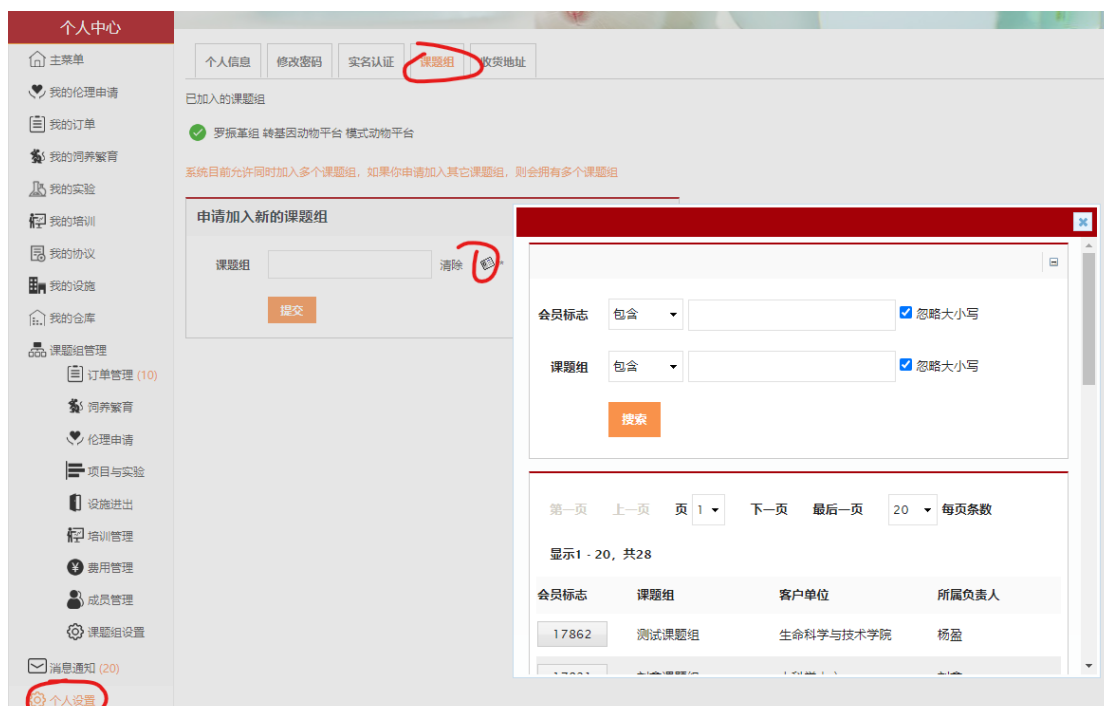 个人中心
主菜单
我的伦理申请
我的订单
我的饲养繁育
我的实验
我的培训
我的协议
我的设施
我的仓库
课题组管理
订单管理 (10)
饲养繁育
伦理申请
项目与实验
设施进出
培训管理
费用管理
成员管理
课题组设置
消息通知 (20)
个人设置
个人信息 修改密码 实名认证 课题组 收货地址
已加入的课题组
罗振革组 转基因动物平台 模式动物平台
系统目前允许同时加入多个课题组，如果你申请加入其它课题组，则会拥有多个课题组
申请加入新的课题组
课题组 清除 *
提交
会员标志 包含 忽略大小写
课题组 包含 忽略大小写
搜索
第一页 上一页 页 1 下一页 最后一页 20 每页条数
显示1 - 20, 共28
会员标志 课题组 客户单位 所属负责人
17862 测试课题组 生命科学与技术学院 杨盈